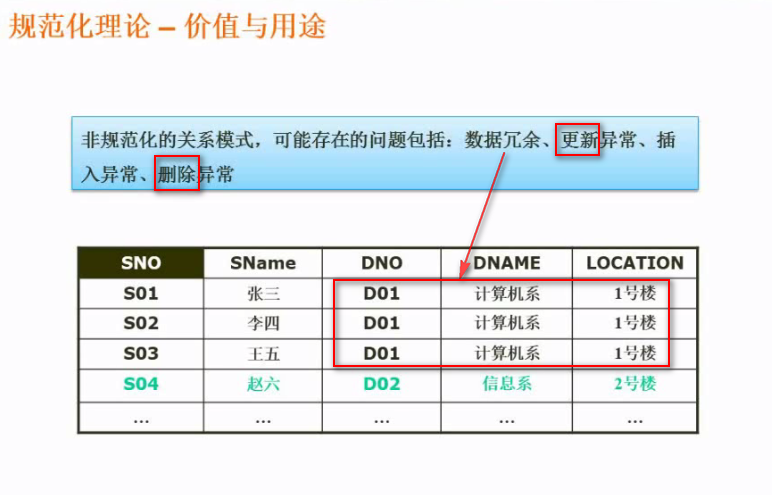 规范化理论 – 价值与用途
非规范化的关系模式，可能存在的问题包括：数据冗余、更新异常、插
入异常、删除异常
SNO SName DNO DNAME LOCATION
S01 张三 D01 计算机系 1号楼
S02 李四 D01 计算机系 1号楼
S03 王五 D01 计算机系 1号楼
S04 赵六 D02 信息系 2号楼
... ... ... ... ...